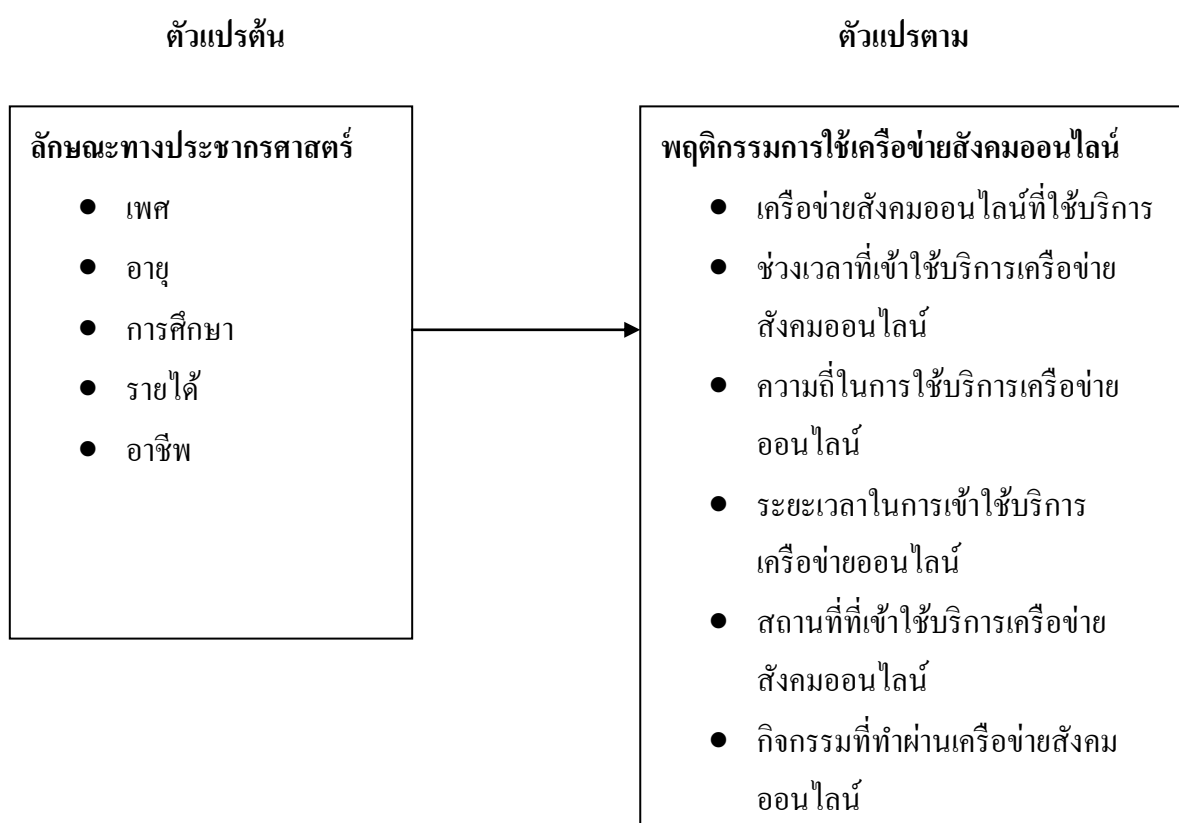 ตัวแปรต้น
ตัวแปรตาม
ลักษณะทางประชากรศาสตร์
● เพศ
● อายุ
● การศึกษา
● รายได้
● อาชีพ
พฤติกรรมการใช้เครือข่ายสังคมออนไลน์
● เครือข่ายสังคมออนไลน์ที่ใช้บริการ
● ช่วงเวลาที่เข้าใช้บริการเครือข่าย
สังคมออนไลน์
● ความถี่ในการใช้บริการเครือข่าย
ออนไลน์
● ระยะเวลาในการเข้าใช้บริการ
เครือข่ายออนไลน์
● สถานที่ที่เข้าใช้บริการเครือข่าย
สังคมออนไลน์
● กิจกรรมที่ทำผ่านเครือข่ายสังคม
ออนไลน์